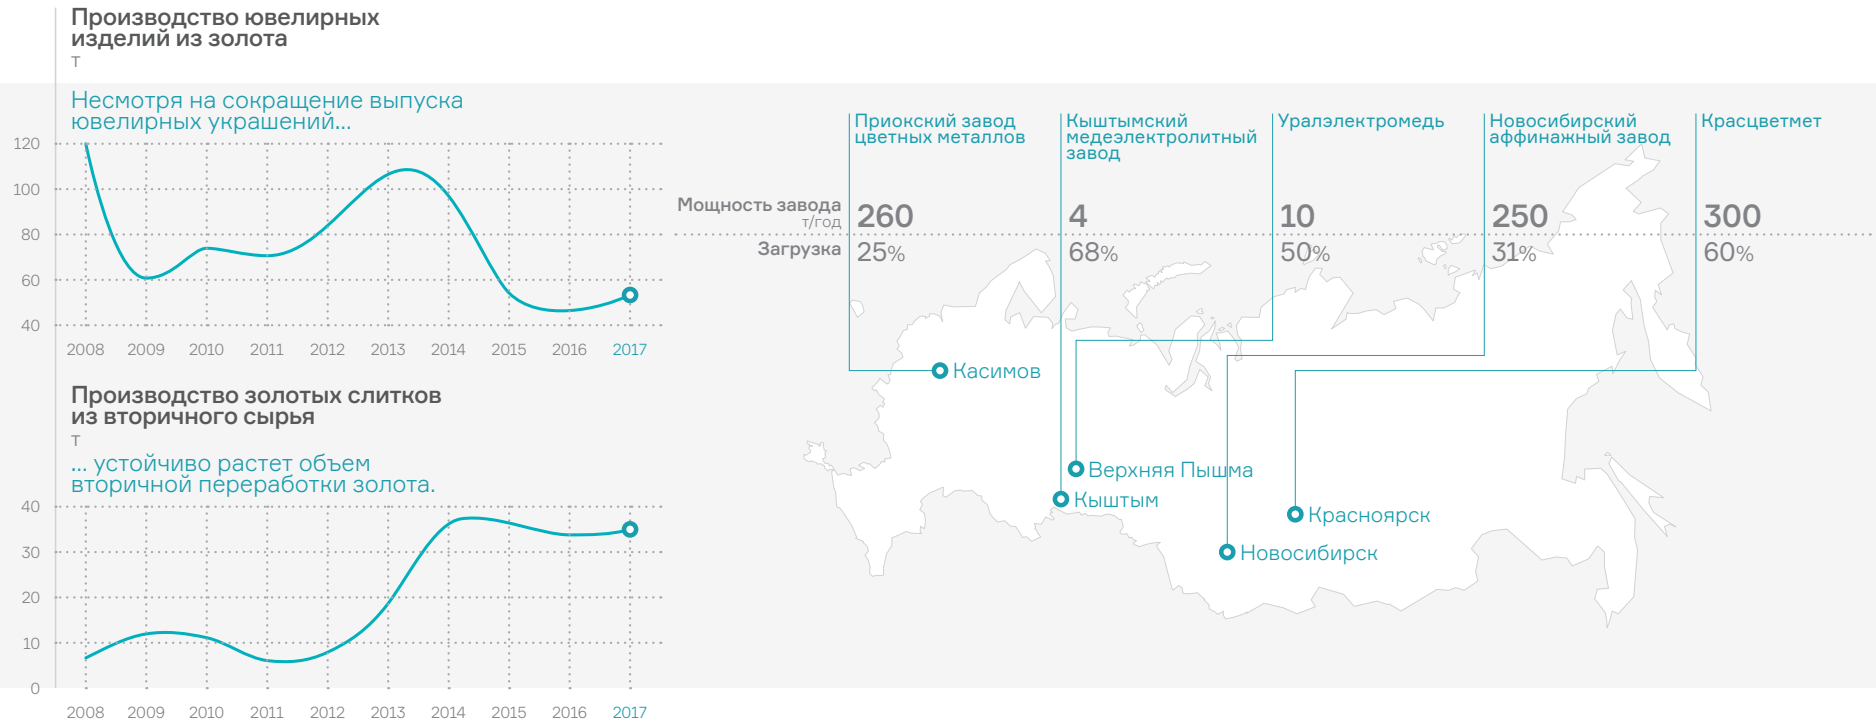 Производство ювелирных
изделий из золота
т
Несмотря на сокращение выпуска
ювелирных украшений...
120
100
80
60
40
2008 2009 2010 2011 2012 2013 2014 2015 2016 2017
Производство золотых слитков
из вторичного сырья
т
... устойчиво растет объем
вторичной переработки золота.
40
30
20
10
0
2008 2009 2010 2011 2012 2013 2014 2015 2016 2017
Приокский завод
цветных металлов
Кыштымский
медеэлектролитный
завод
Уралэлектромедь
Новосибирский
аффинажный завод
Красцветмет
Мощность завода
т/год
260 4 10 250 300
Загрузка 25% 68% 50% 31% 60%
Касимов
Верхняя Пышма
Кыштым
Красноярск
Новосибирск